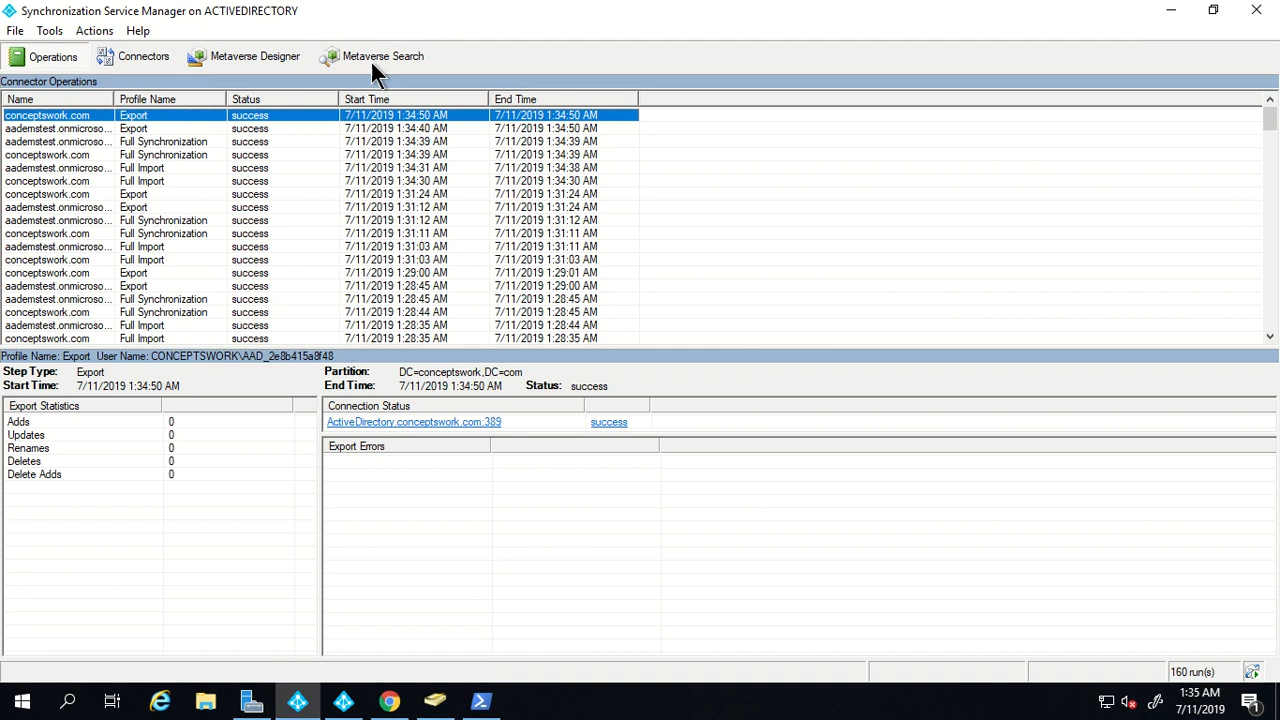 Synchronization Service Manager on ACTIVEDIRECTORY
File Tools Actions Help
Operations Connectors Metaverse Designer Metaverse Search
Connector Operations
Name Profile Name Status Start Time End Time
conceptswork.com Export success 7/11/2019 1:34:50 AM 7/11/2019 1:34:50 AM
aademstest.onmicroso... Export success 7/11/2019 1:34:40 AM 7/11/2019 1:34:50 AM
aademstest.onmicroso... Full Synchronization success 7/11/2019 1:34:39 AM 7/11/2019 1:34:39 AM
conceptswork.com Full Synchronization success 7/11/2019 1:34:39 AM 7/11/2019 1:34:39 AM
aademstest.onmicroso... Full Import success 7/11/2019 1:34:31 AM 7/11/2019 1:34:38 AM
conceptswork.com Full Import success 7/11/2019 1:34:30 AM 7/11/2019 1:34:30 AM
conceptswork.com Export success 7/11/2019 1:31:24 AM 7/11/2019 1:31:24 AM
aademstest.onmicroso... Export success 7/11/2019 1:31:12 AM 7/11/2019 1:31:24 AM
aademstest.onmicroso... Full Synchronization success 7/11/2019 1:31:12 AM 7/11/2019 1:31:12 AM
conceptswork.com Full Synchronization success 7/11/2019 1:31:11 AM 7/11/2019 1:31:11 AM
aademstest.onmicroso... Full Import success 7/11/2019 1:31:03 AM 7/11/2019 1:31:11 AM
conceptswork.com Full Import success 7/11/2019 1:31:03 AM 7/11/2019 1:31:03 AM
conceptswork.com Export success 7/11/2019 1:29:00 AM 7/11/2019 1:29:01 AM
aademstest.onmicroso... Export success 7/11/2019 1:28:45 AM 7/11/2019 1:29:00 AM
aademstest.onmicroso... Full Synchronization success 7/11/2019 1:28:45 AM 7/11/2019 1:28:45 AM
conceptswork.com Full Synchronization success 7/11/2019 1:28:44 AM 7/11/2019 1:28:45 AM
aademstest.onmicroso... Full Import success 7/11/2019 1:28:35 AM 7/11/2019 1:28:44 AM
conceptswork.com Full Import success 7/11/2019 1:28:35 AM 7/11/2019 1:28:35 AM
Profile Name: Export User Name: CONCEPTSWORK\AAD_2e8b415a8f48
Step Type: Export Partition: DC=conceptswork,DC=com
Start Time: 7/11/2019 1:34:50 AM End Time: 7/11/2019 1:34:50 AM Status: success
Export Statistics Connection Status
Adds 0 ActiveDirectory.conceptswork.com:389 success
Updates 0
Renames 0 Export Errors
Deletes 0
Delete Adds 0
160 run(s)
1:35 AM
7/11/2019
1